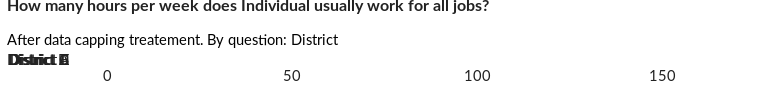 How many hours per week does Individual usually work for all jobs?
After data capping treatement. By question: District
District
0 50 100 150